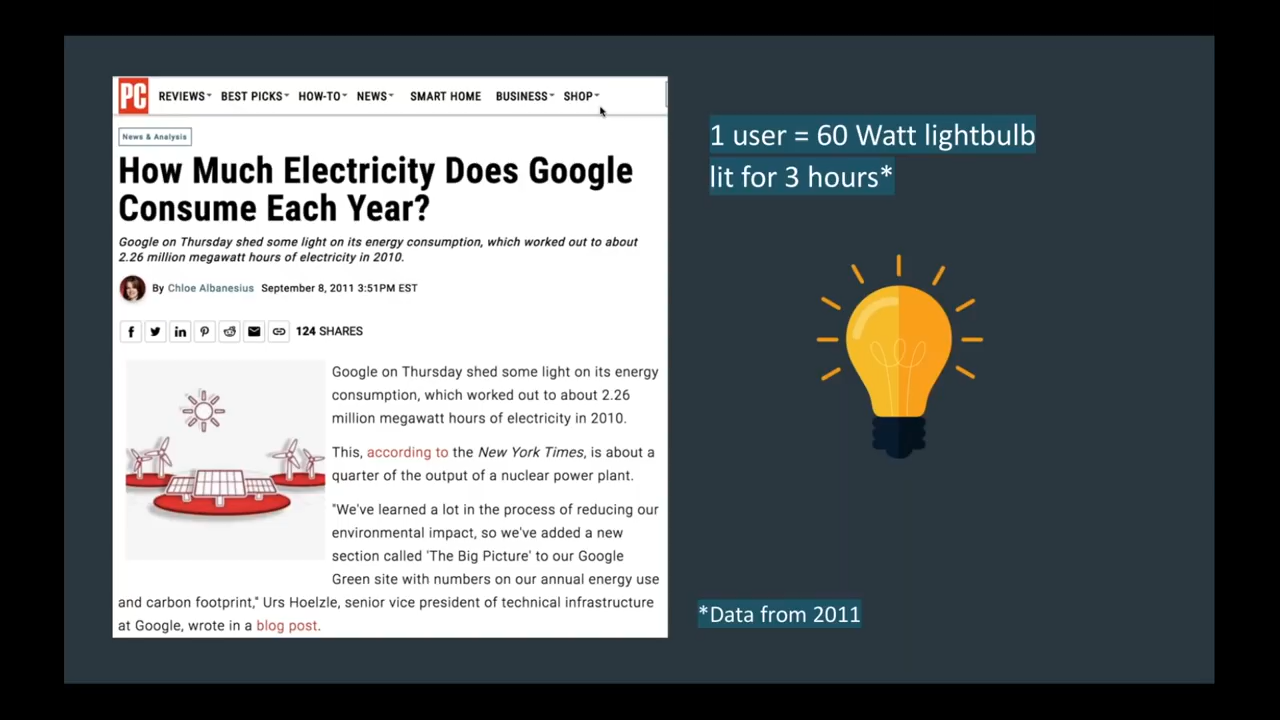 PC REVIEWS BEST PICKS HOW-TO NEWS SMART HOME BUSINESS SHOP
News & Analysis
How Much Electricity Does Google
Consume Each Year?
Google on Thursday shed some light on its energy consumption, which worked out to about
2.26 million megawatt hours of electricity in 2010.
By Chloe Albanesius September 8, 2011 3:51PM EST
124 SHARES
Google on Thursday shed some light on its energy
consumption, which worked out to about 2.26
million megawatt hours of electricity in 2010.
This, according to the New York Times, is about a
quarter of the output of a nuclear power plant.
"We've learned a lot in the process of reducing our
environmental impact, so we've added a new
section called 'The Big Picture' to our Google
Green site with numbers on our annual energy use
and carbon footprint," Urs Hoelzle, senior vice president of technical infrastructure
at Google, wrote in a blog post.
1 user = 60 Watt lightbulb
lit for 3 hours*
*Data from 2011